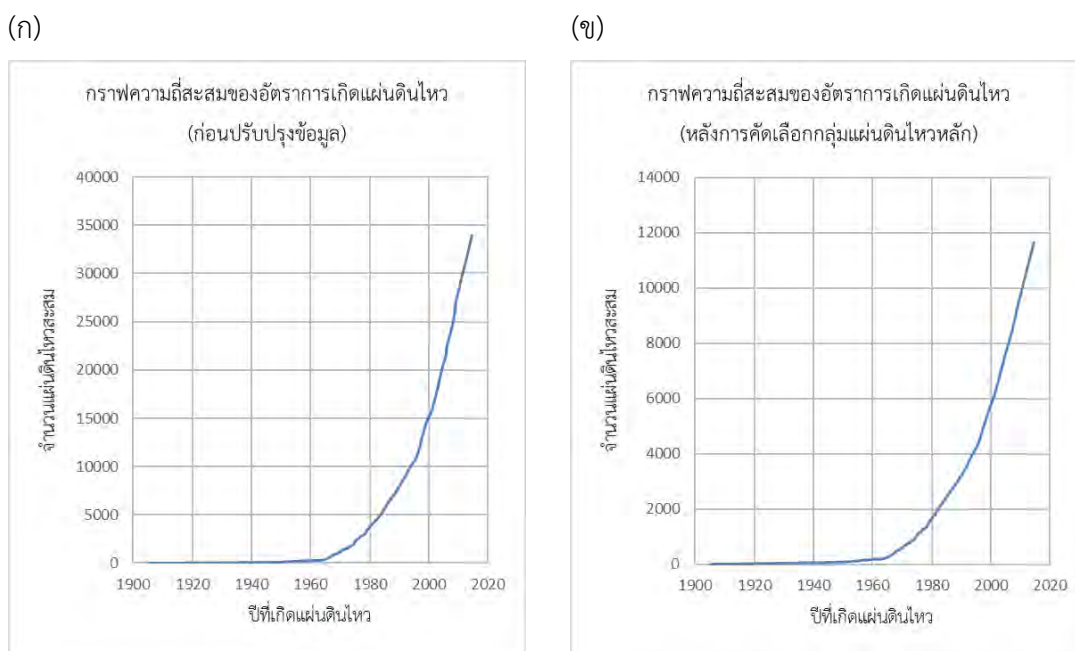 (ก)
กราฟความถี่สะสมของอัตราการเกิดแผ่นดินไหว
(ก่อนปรับปรุงข้อมูล)
40000
35000
30000
25000
20000
15000
10000
5000
0
จำนวนแผ่นดินไหวสะสม
1900 1920 1940 1960 1980 2000 2020
ปีที่เกิดแผ่นดินไหว
(ข)
กราฟความถี่สะสมของอัตราการเกิดแผ่นดินไหว
(หลังการคัดเลือกกลุ่มแผ่นดินไหวหลัก)
14000
12000
10000
8000
6000
4000
2000
0
จำนวนแผ่นดินไหวสะสม
1900 1920 1940 1960 1980 2000 2020
ปีที่เกิดแผ่นดินไหว